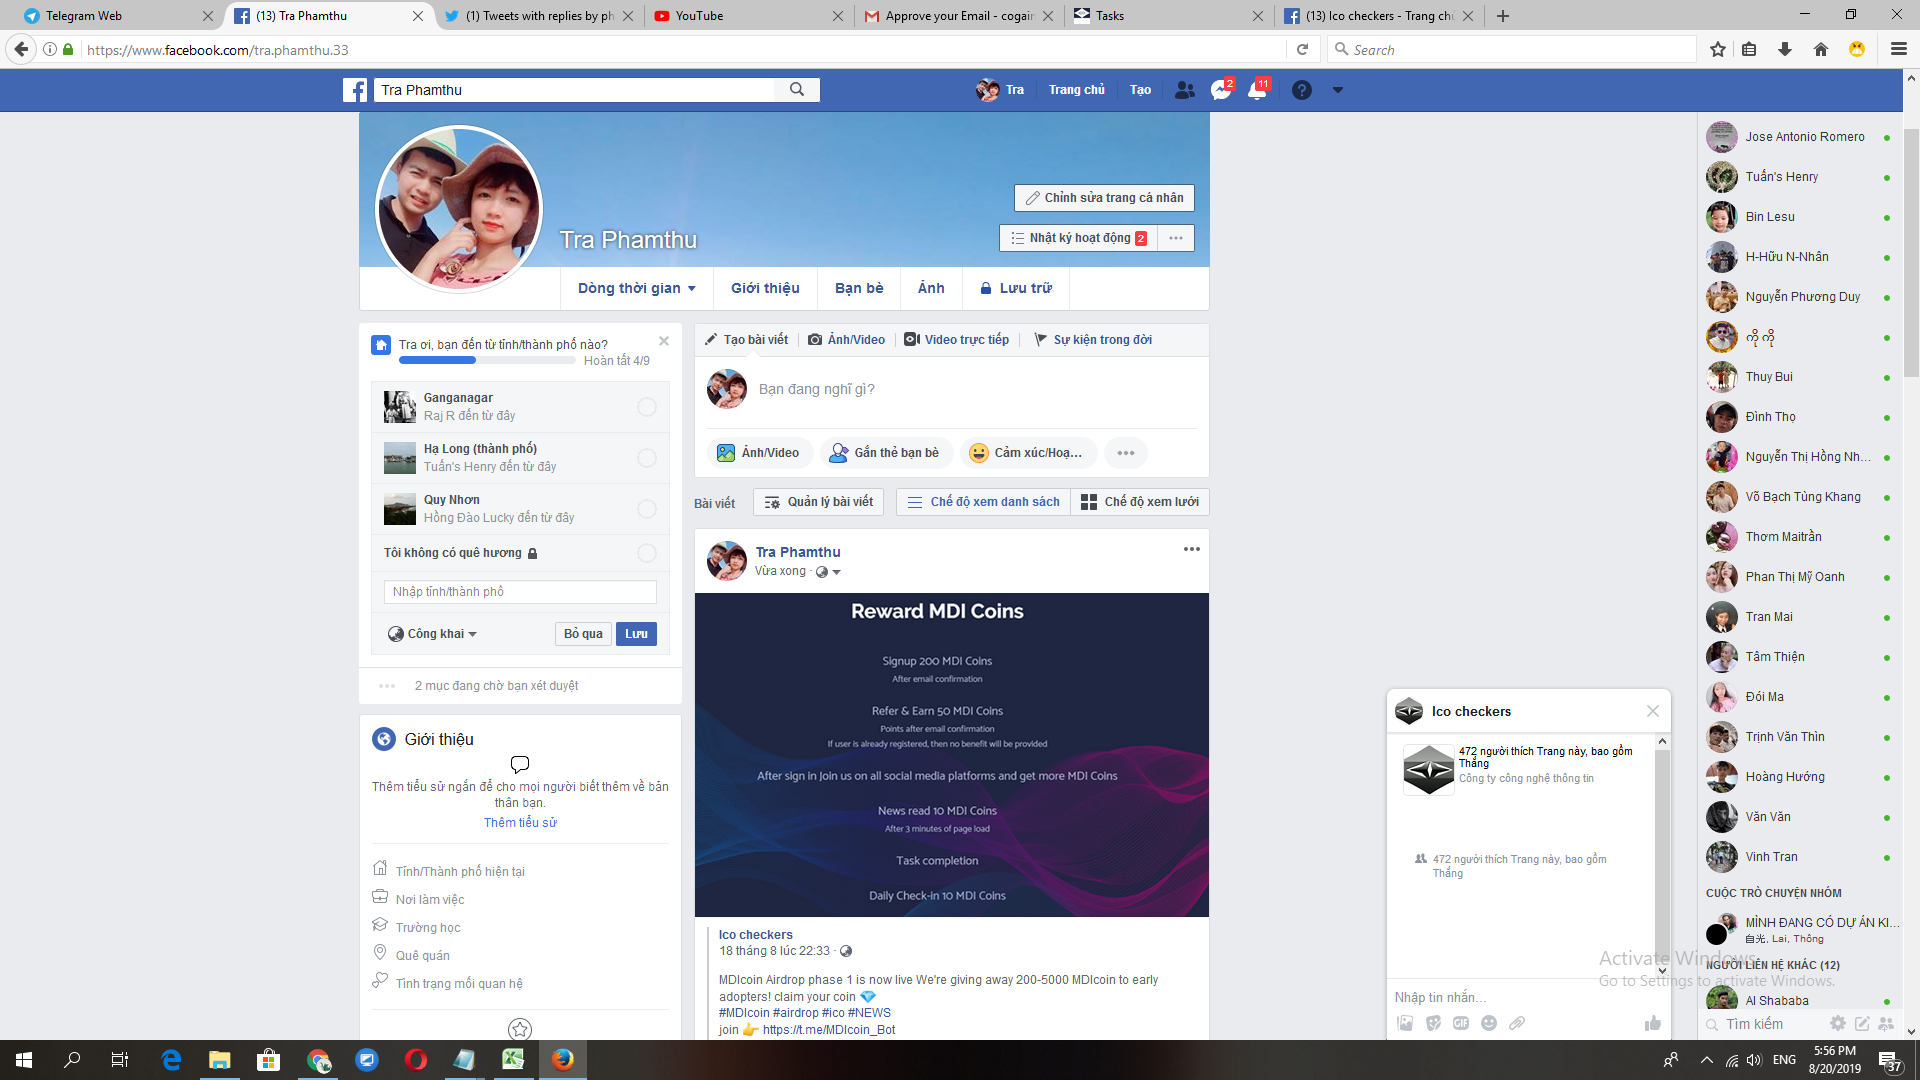 Telegram Web
(13) Tra Phamthu
(1) Tweets with replies by ph
YouTube
Approve your Email - cogain
Tasks
(13) Ico checkers - Trang chủ
https://www.facebook.com/tra.phamthu.33
Search
Tra Phamthu
Tra
Trang chủ
Tạo
2
11
Chỉnh sửa trang cá nhân
Nhật ký hoạt động 2
Tra Phamthu
Dòng thời gian
Giới thiệu
Bạn bè
Ảnh
Lưu trữ
Tra ơi, bạn đến từ tỉnh/thành phố nào?
Hoàn tất 4/9
Ganganagar
Raj R đến từ đây
Hạ Long (thành phố)
Tuấn's Henry đến từ đây
Quy Nhơn
Hồng Đào Lucky đến từ đây
Tôi không có quê hương
Nhập tỉnh/thành phố
Công khai
Bỏ qua
Lưu
2 mục đang chờ bạn xét duyệt
Giới thiệu
Thêm tiểu sử ngắn để cho mọi người biết thêm về bản
thân bạn.
Thêm tiểu sử
Tỉnh/Thành phố hiện tại
Nơi làm việc
Trường học
Quê quán
Tình trạng mối quan hệ
Tạo bài viết
Ảnh/Video
Video trực tiếp
Sự kiện trong đời
Bạn đang nghĩ gì?
Ảnh/Video
Gắn thẻ bạn bè
Cảm xúc/Hoạ...
Bài viết
Quản lý bài viết
Chế độ xem danh sách
Chế độ xem lưới
Tra Phamthu
Vừa xong ·
Reward MDI Coins
Signup 200 MDI Coins
After email confirmation
Refer & Earn 50 MDI Coins
Points after email confirmation
If user is already registered, then no benefit will be provided
After sign in Join us on all social media platforms and get more MDI Coins
News read 10 MDI Coins
After 3 minutes of page load
Task completion
Daily Check-in 10 MDI Coins
Ico checkers
18 tháng 8 lúc 22:33 ·
MDIcoin Airdrop phase 1 is now live We're giving away 200-5000 MDIcoin to early
adopters! claim your coin 💎
#MDIcoin #airdrop #ico #NEWS
join 👉 https://t.me/MDIcoin_Bot
Ico checkers
472 người thích Trang này, bao gồm
Thắng
Công ty công nghệ thông tin
472 người thích Trang này, bao gồm
Thắng
Nhập tin nhắn...
GIF
Jose Antonio Romero
Tuấn's Henry
Bin Lesu
H-Hữu N-Nhân
Nguyễn Phương Duy
ကို ကို
Thuy Bui
Đình Thọ
Nguyễn Thị Hồng Nh...
Võ Bạch Tùng Khang
Thơm Maitrần
Phan Thị Mỹ Oanh
Tran Mai
Tâm Thiện
Đói Ma
Trịnh Văn Thìn
Hoàng Hướng
Văn Văn
Vinh Tran
CUỘC TRÒ CHUYỆN NHÓM
MÌNH ĐANG CÓ DỰ ÁN KI...
自光, Lai, Thông
NGƯỜI LIÊN HỆ KHÁC (12)
Al Shababa
Tìm kiếm
Activate Windows
Go to Settings to activate Windows.
ENG
5:56 PM
8/20/2019
37